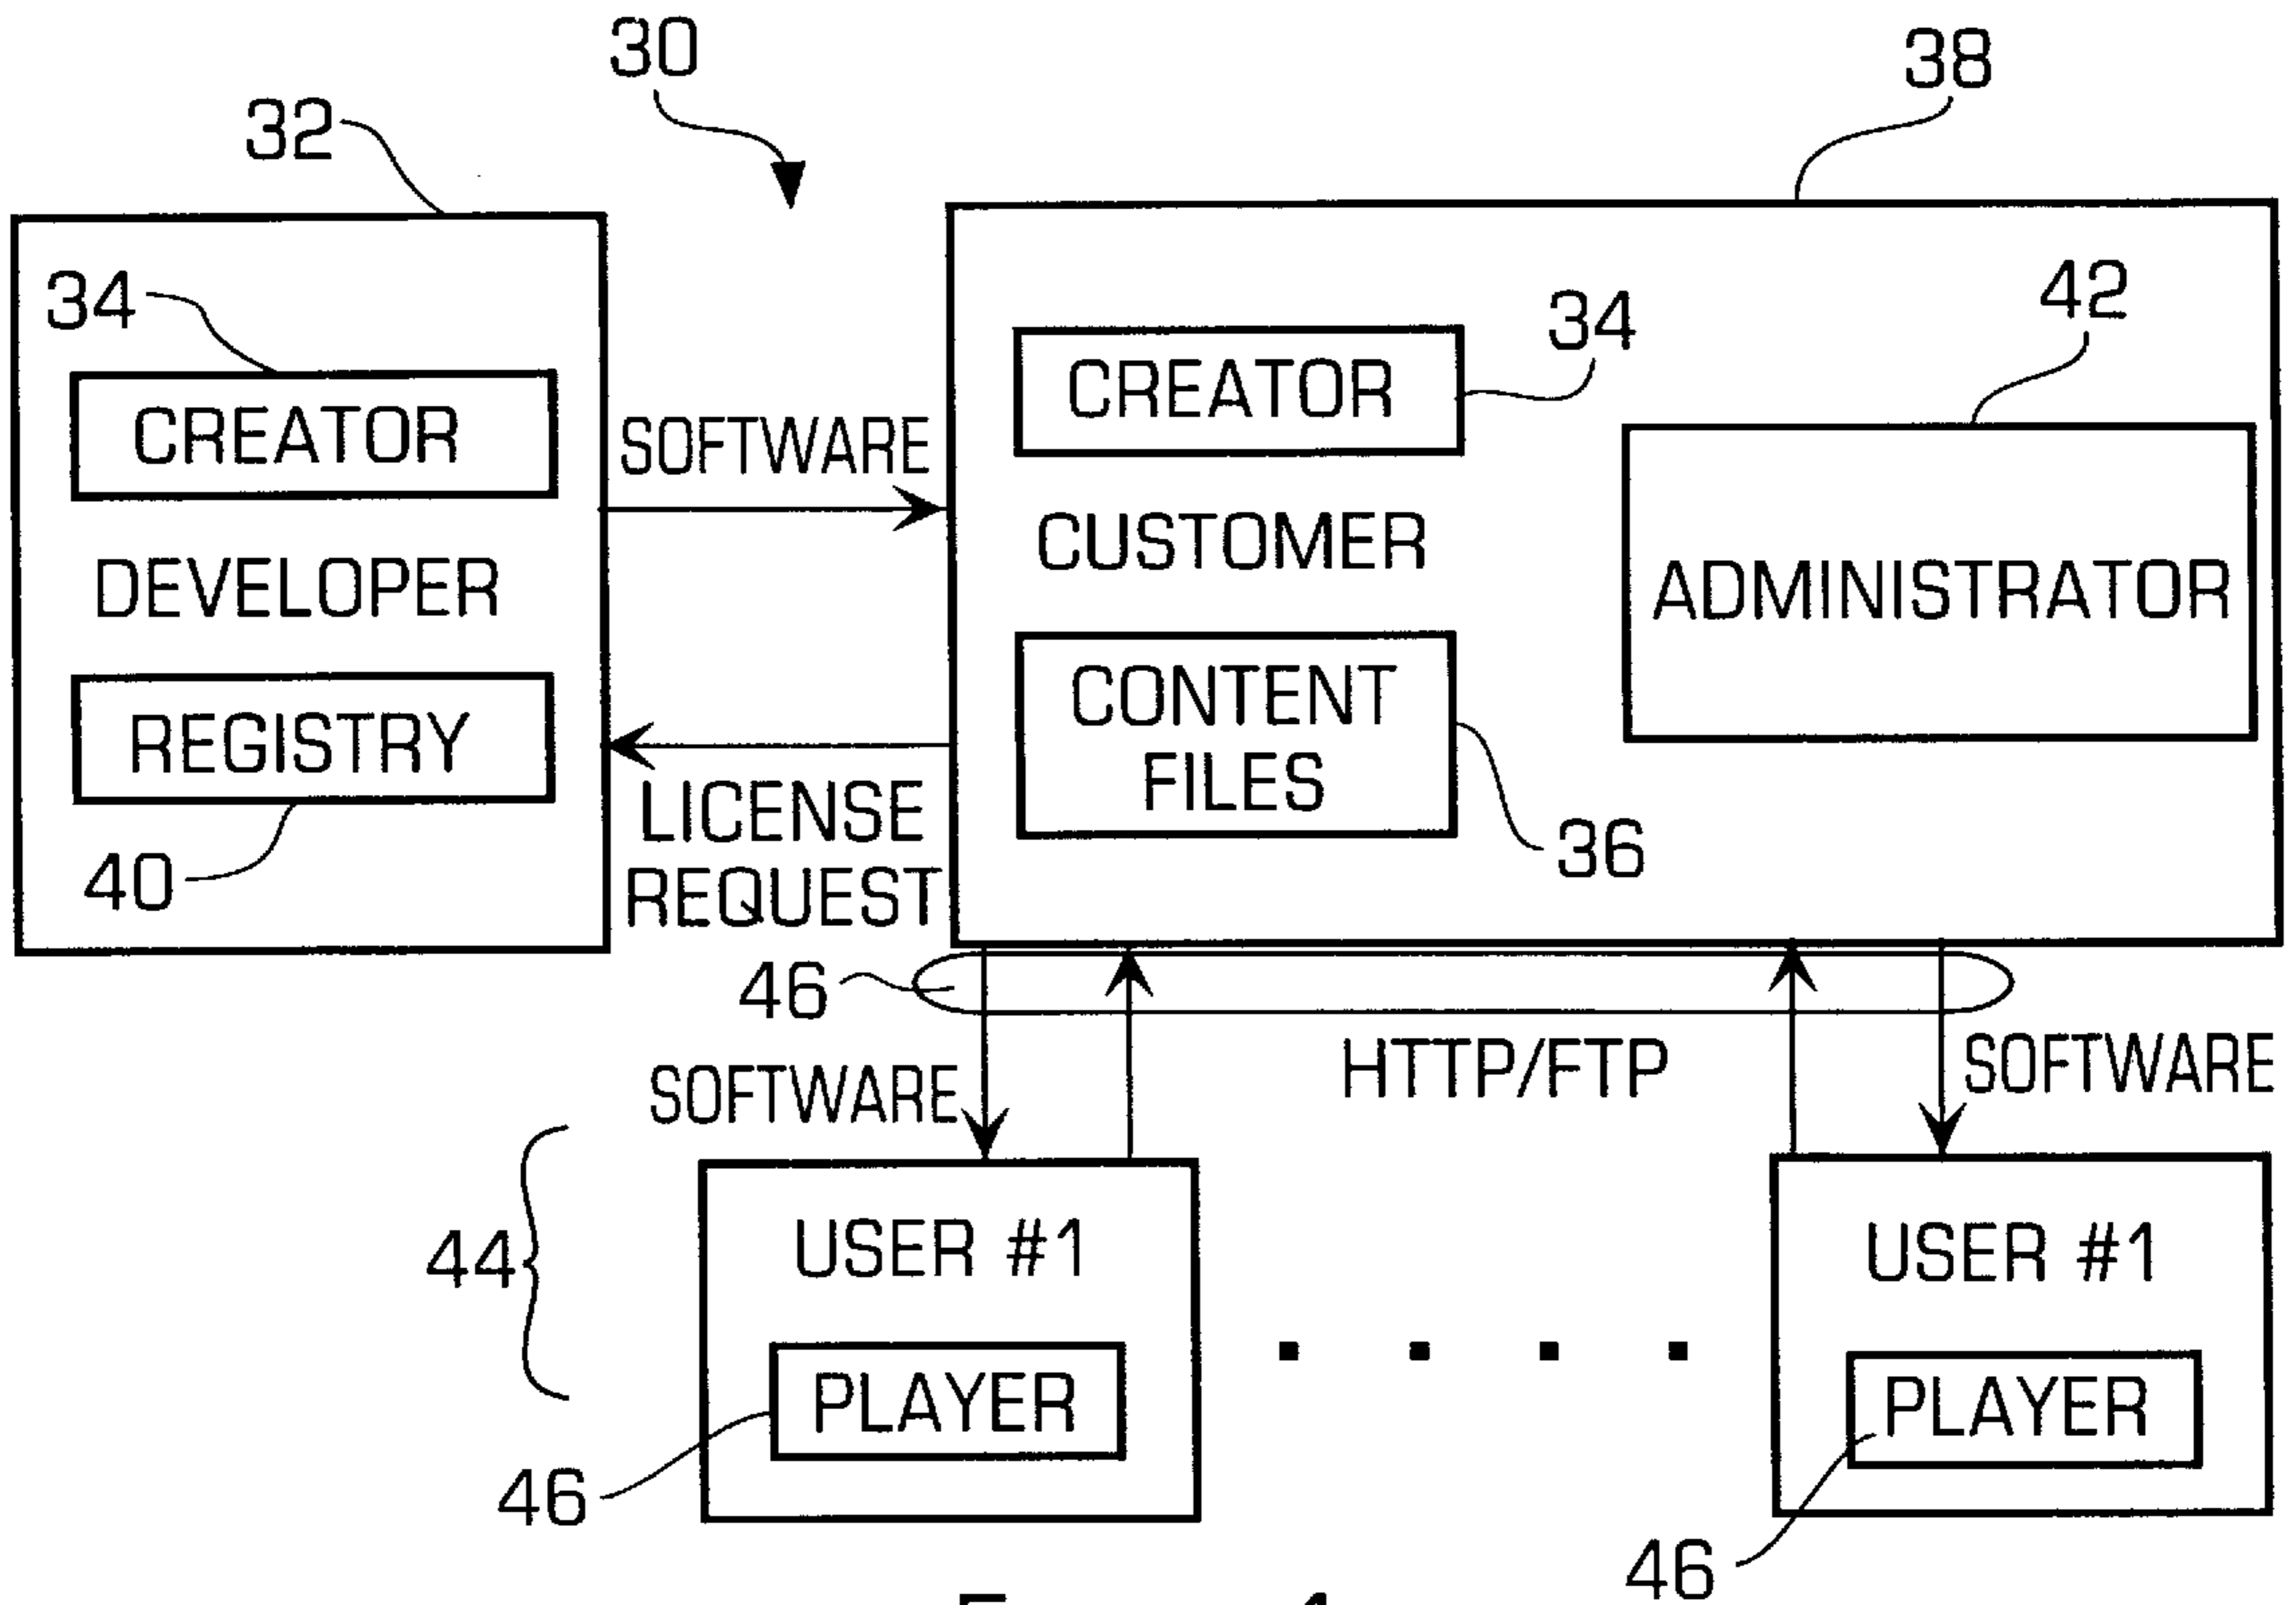 30
38
32
34
CREATOR
DEVELOPER
REGISTRY
40
SOFTWARE
LICENSE
REQUEST
CREATOR
34
42
CUSTOMER
ADMINISTRATOR
CONTENT
FILES
36
46
SOFTWARE
HTTP/FTP
SOFTWARE
44
USER #1
PLAYER
46
USER #1
PLAYER
46